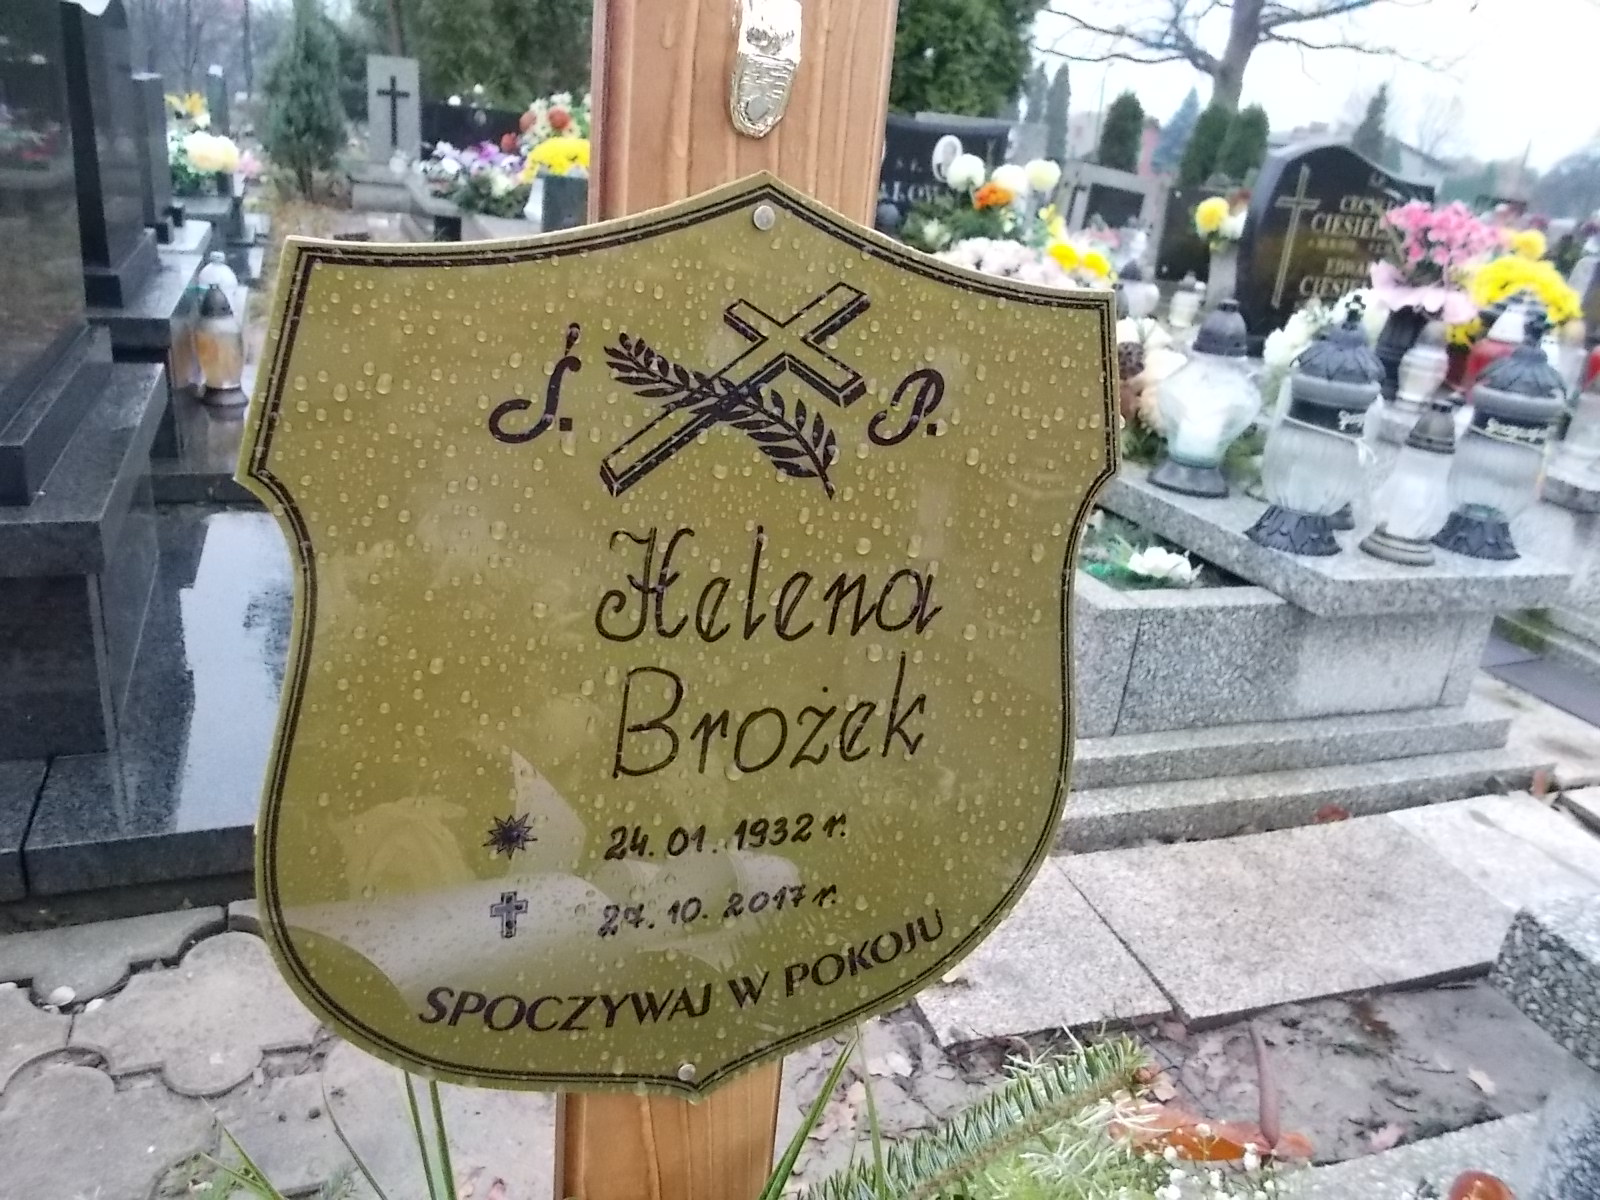 Ś. P.
Helena
Brożek
24.01.1932 r.
27.10.2017 r.
SPOCZYWAJ W POKOJU